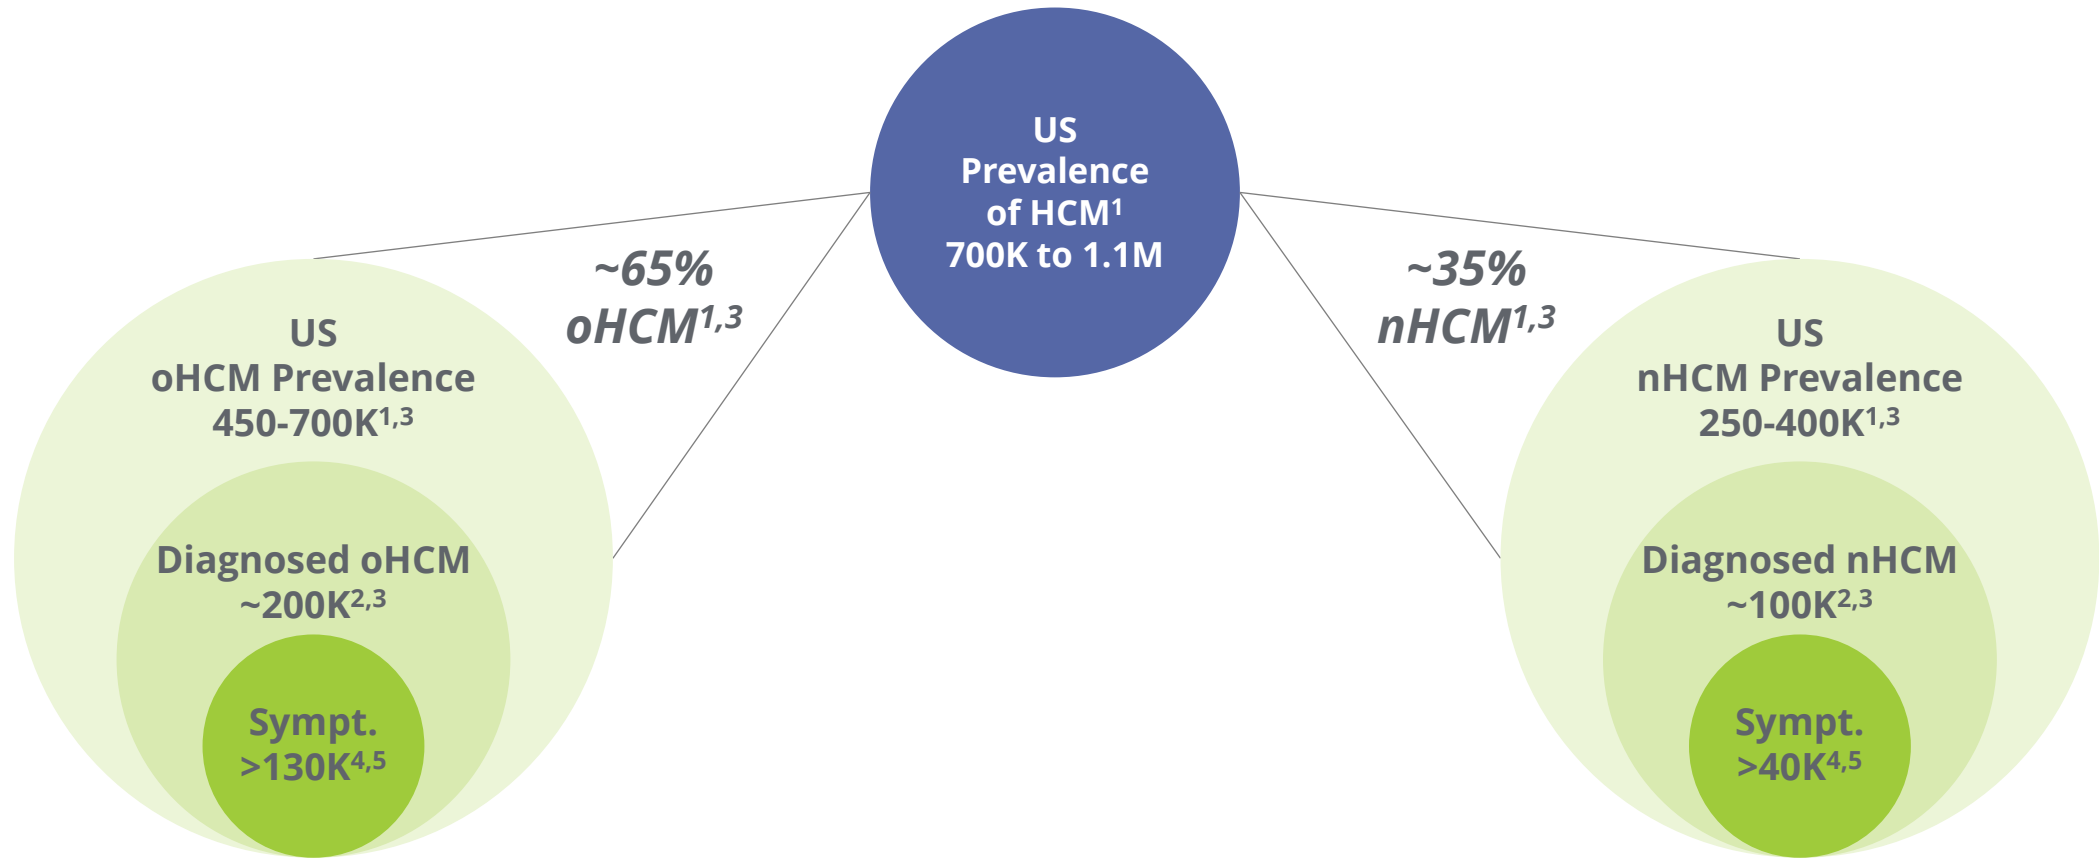 US
Prevalence
of HCM¹
700K to 1.1M
~65%
oHCM¹,³
~35%
nHCM¹,³
US
oHCM Prevalence
450-700K¹,³
Diagnosed oHCM
~200K²,³
Sympt.
>130K⁴,⁵
US
nHCM Prevalence
250-400K¹,³
Diagnosed nHCM
~100K²,³
Sympt.
>40K⁴,⁵